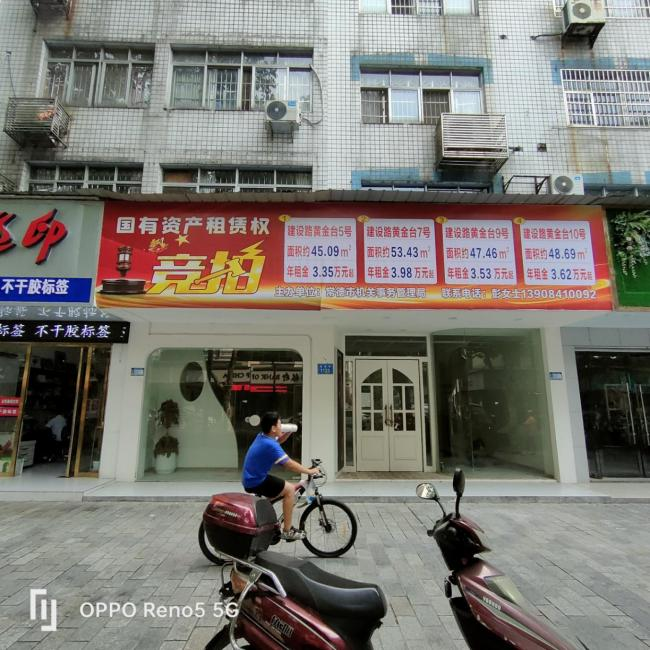 国有资产租赁权
竞拍
1
建设路黄金台5号
面积约45.09m²
年租金 3.35万元起
2
建设路黄金台7号
面积约53.43m²
年租金 3.98万元起
3
建设路黄金台9号
面积约47.46m²
年租金 3.53万元起
4
建设路黄金台10号
面积约48.69m²
年租金 3.62万元起
主办单位：常德市机关事务管理局 联系电话：彭女士13908410092
印
不干胶标签
标签 不干胶标签
OPPO Reno5 5G